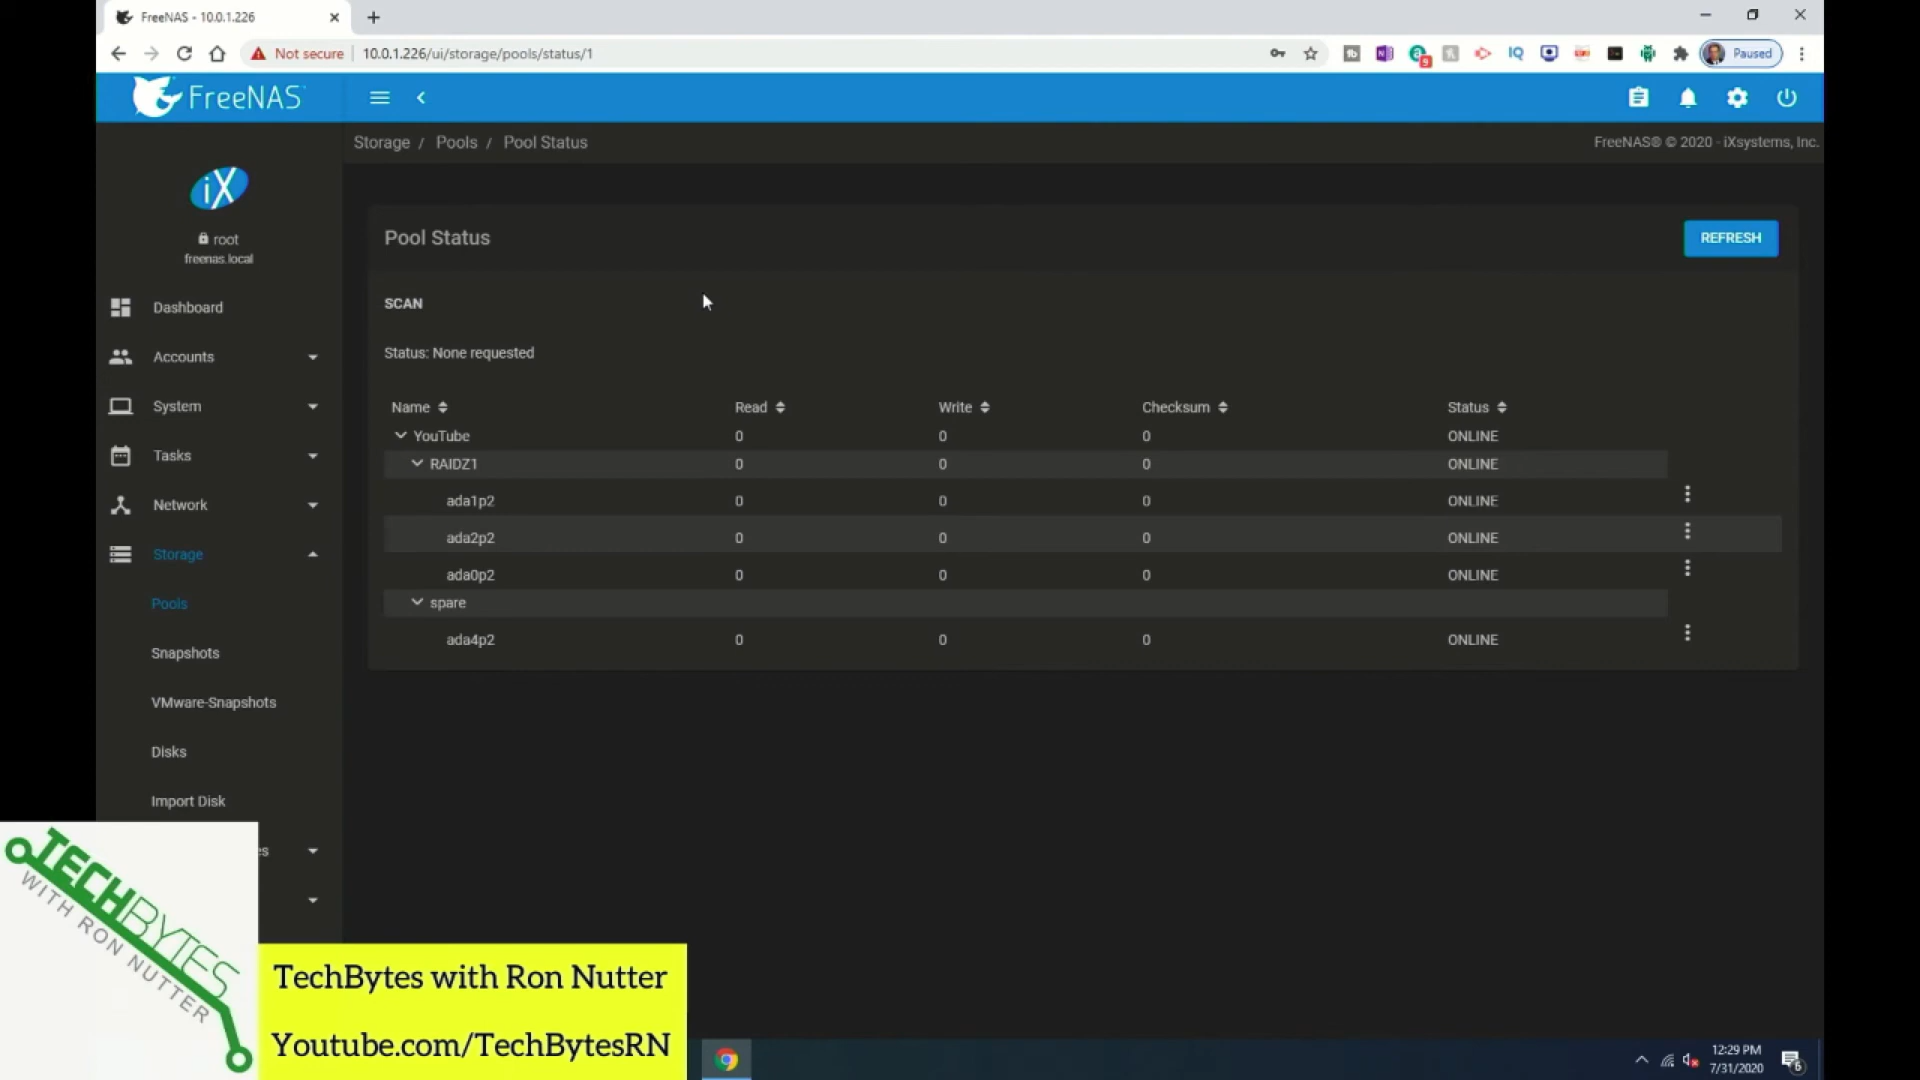 FreeNAS - 10.0.1.226
Not secure 10.0.1.226/ui/storage/pools/status/1
9 IQ Paused
FreeNAS
Storage / Pools / Pool Status
FreeNAS® © 2020 - iXsystems, Inc.
iX
root
freenas.local
Dashboard
Accounts
System
Tasks
Network
Storage
Pools
Snapshots
VMware-Snapshots
Disks
Import Disk
es
Pool Status
REFRESH
SCAN
Status: None requested
Name Read Write Checksum Status
YouTube 0 0 0 ONLINE
RAIDZ1 0 0 0 ONLINE
ada1p2 0 0 0 ONLINE
ada2p2 0 0 0 ONLINE
ada0p2 0 0 0 ONLINE
spare
ada4p2 0 0 0 ONLINE
TECHBYTES
WITH RON NUTTER
TechBytes with Ron Nutter
Youtube.com/TechBytesRN
12:29 PM
7/31/2020
6